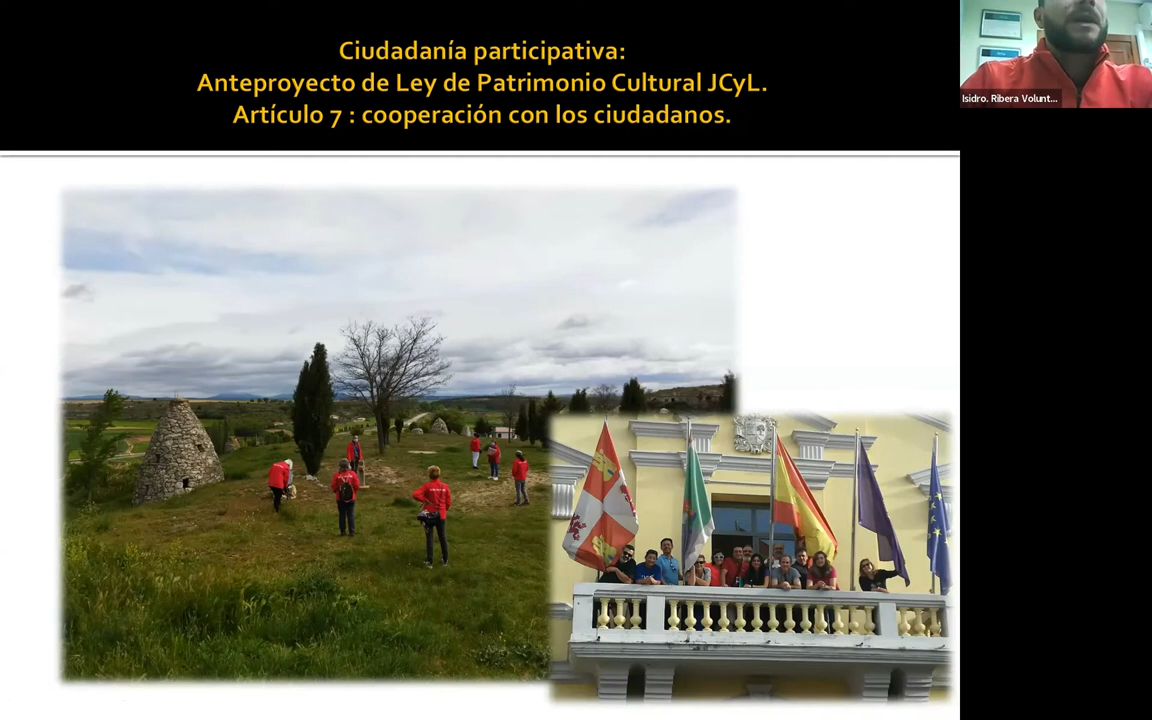 Ciudadanía participativa:
Anteproyecto de Ley de Patrimonio Cultural JCyL.
Artículo 7 : cooperación con los ciudadanos.
Isidro. Ribera Volunt...